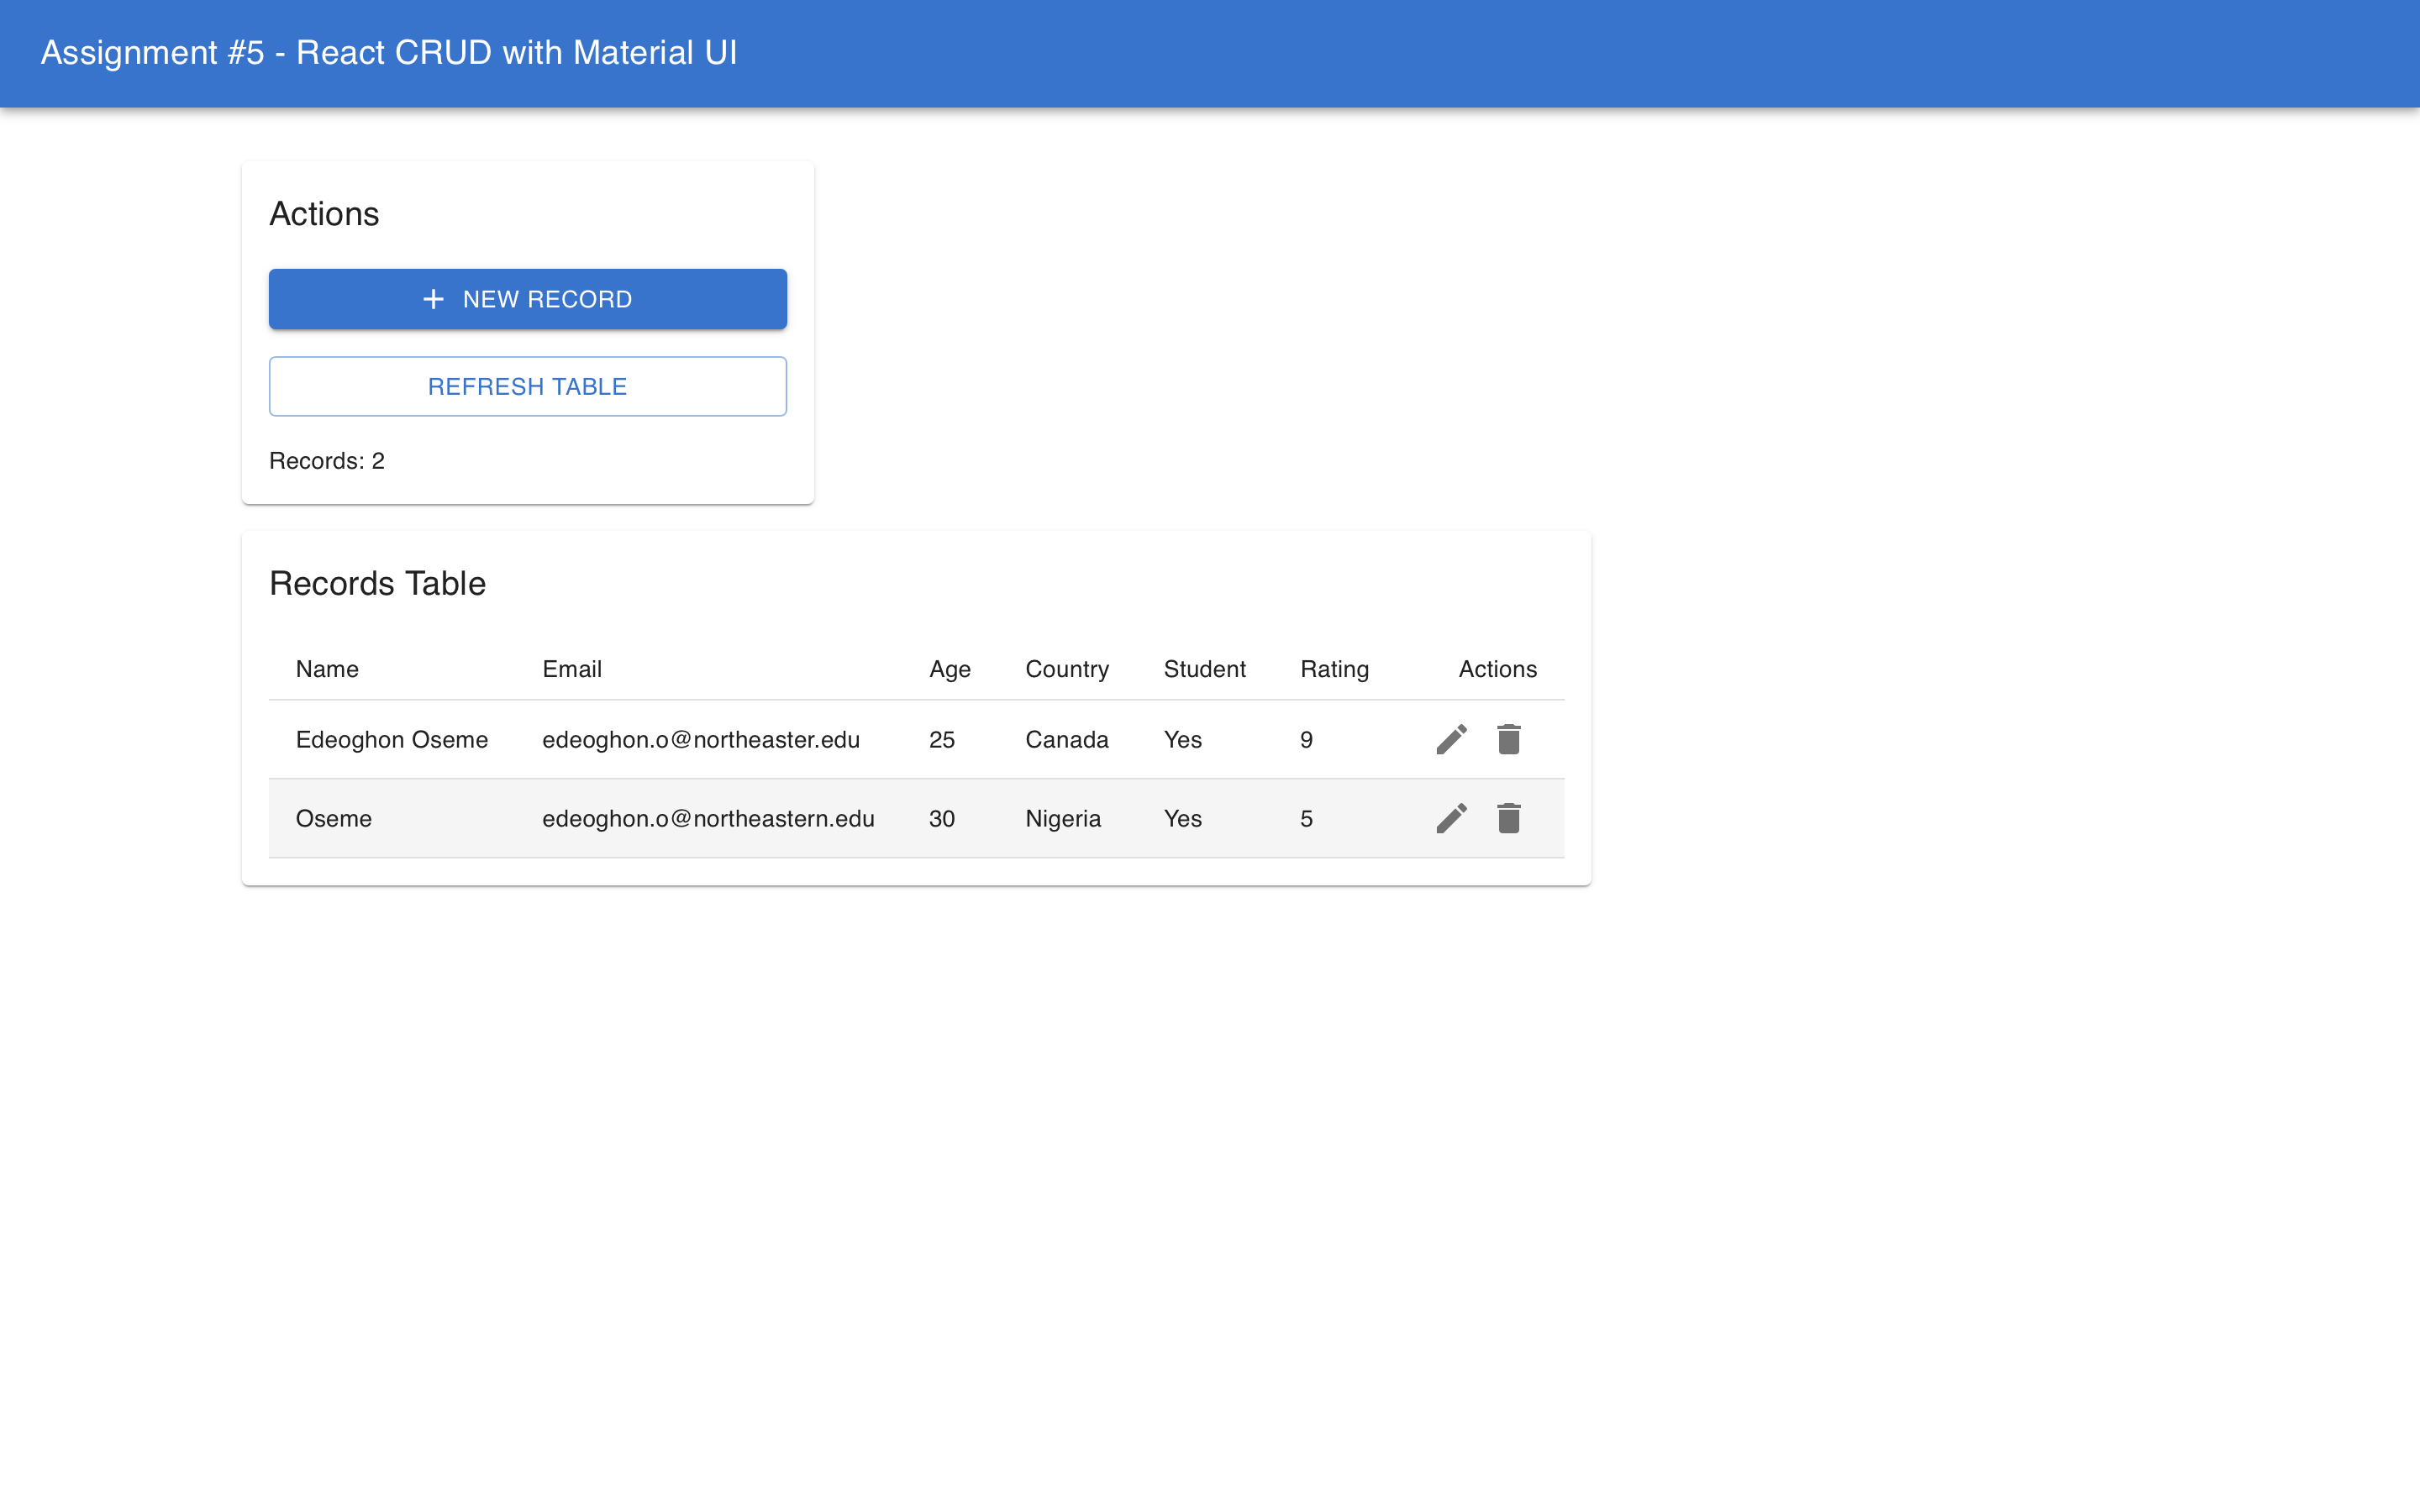 Assignment #5 - React CRUD with Material UI
Actions
NEW RECORD
REFRESH TABLE
Records: 2
Records Table
Name Email Age Country Student Rating Actions
Edeoghon Oseme edeoghon.o@northeaster.edu 25 Canada Yes 9
Oseme edeoghon.o@northeastern.edu 30 Nigeria Yes 5